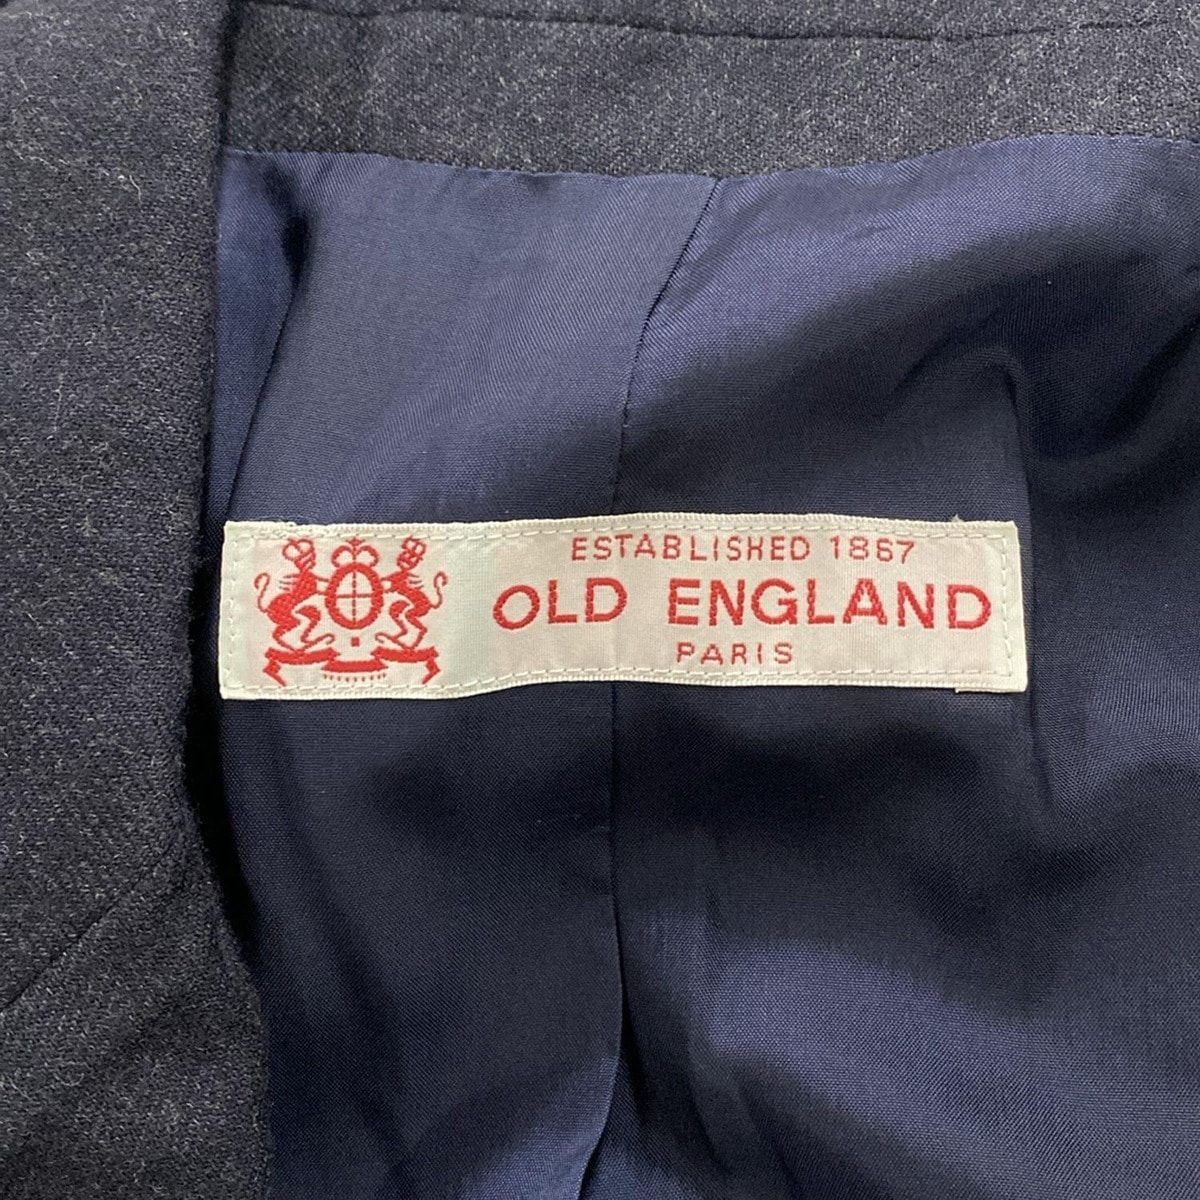 ESTABLISHED 1867
OLD ENGLAND
PARIS